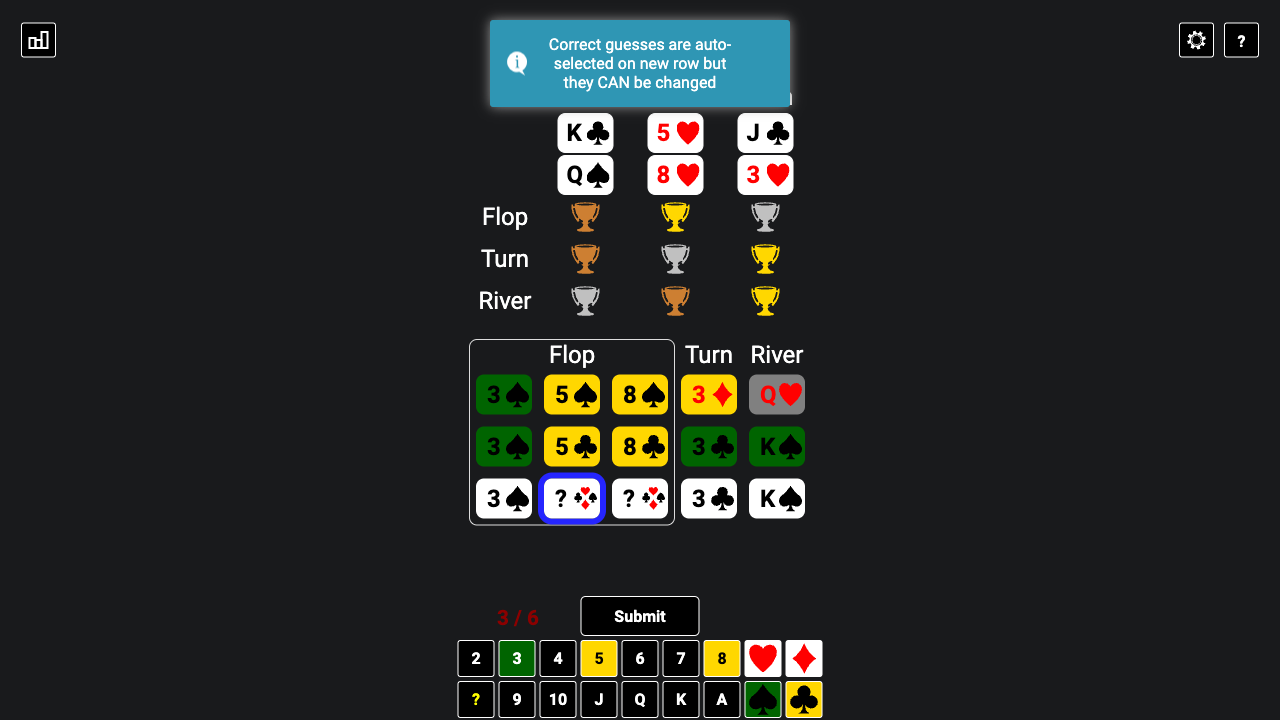 Correct guesses are auto-
selected on new row but
they CAN be changed
?
K 5 J
Q 8 3
Flop
Turn
River
Flop Turn River
3 5 8 3 Q
3 5 8 3 K
3 ? ? 3 K
3 / 6 Submit
2 3 4 5 6 7 8
? 9 10 J Q K A